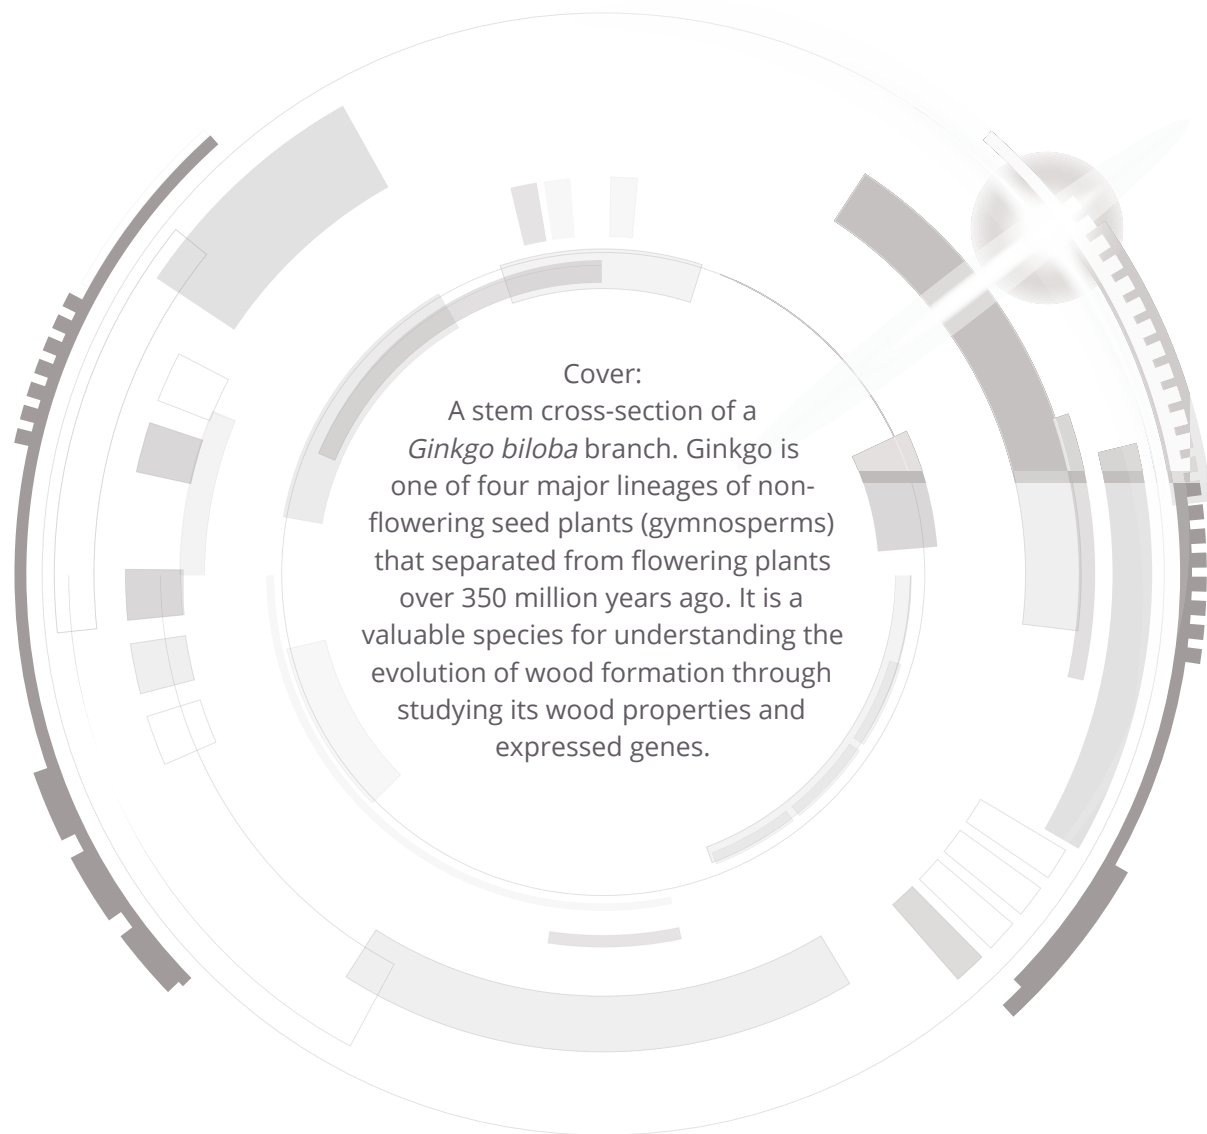 Cover:
A stem cross-section of a
Ginkgo biloba branch. Ginkgo is
one of four major lineages of non-
flowering seed plants (gymnosperms)
that separated from flowering plants
over 350 million years ago. It is a
valuable species for understanding the
evolution of wood formation through
studying its wood properties and
expressed genes.